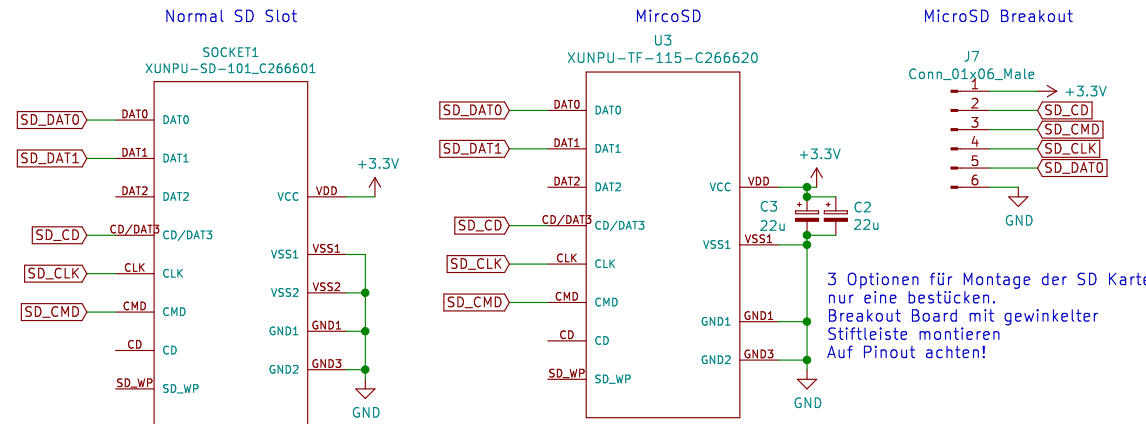 Normal SD Slot
SOCKET1
XUNPU-SD-101_C266601
SD_DAT0 DAT0 DAT0
SD_DAT1 DAT1 DAT1
DAT2 DAT2
+3.3V
VCC VDD
SD_CD CD/DAT3 CD/DAT3
VSS1 VSS1
SD_CLK CLK CLK
VSS2 VSS2
SD_CMD CMD CMD
GND1 GND1
CD CD
GND2 GND3
SD_WP SD_WP
GND
MircoSD
U3
XUNPU-TF-115-C266620
SD_DAT0 DAT0 DAT0
SD_DAT1 DAT1 DAT1
+3.3V
DAT2 DAT2
VCC VDD
C3
22u
C2
22u
SD_CD CD/DAT3 CD/DAT3
VSS1 VSS1
SD_CLK CLK CLK
SD_CMD CMD CMD
GND1 GND1
CD CD
GND2 GND3
SD_WP SD_WP
GND
MicroSD Breakout
J7
Conn_01x06_Male
1 +3.3V
2 SD_CD
3 SD_CMD
4 SD_CLK
5 SD_DAT0
6
GND
3 Optionen für Montage der SD Karte
nur eine bestücken.
Breakout Board mit gewinkelter
Stiftleiste montieren
Auf Pinout achten!